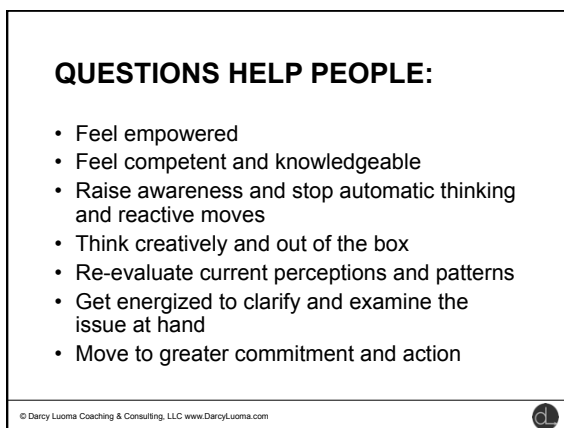 QUESTIONS HELP PEOPLE:
• Feel empowered
• Feel competent and knowledgeable
• Raise awareness and stop automatic thinking
and reactive moves
• Think creatively and out of the box
• Re-evaluate current perceptions and patterns
• Get energized to clarify and examine the
issue at hand
• Move to greater commitment and action
© Darcy Luoma Coaching & Consulting, LLC www.DarcyLuoma.com
dL